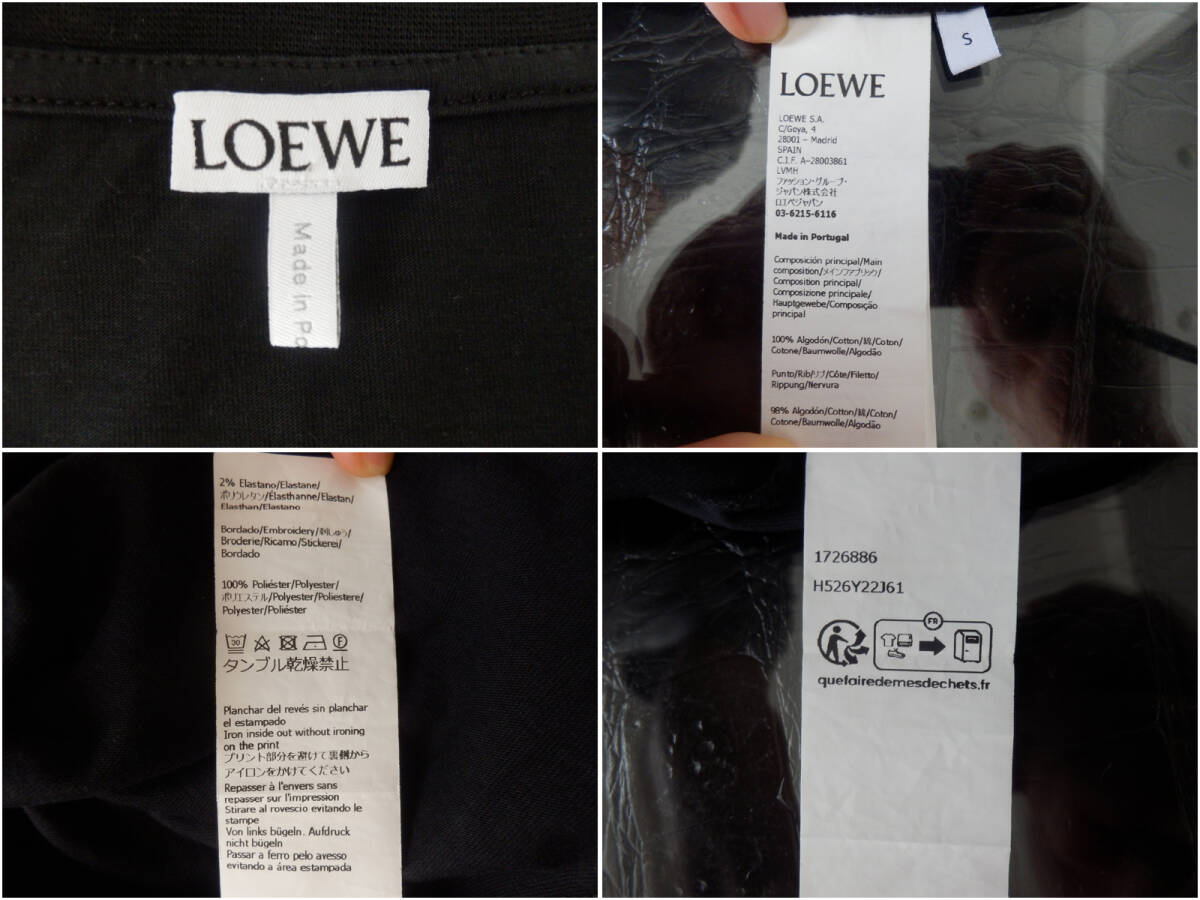 LOEWE
Made in Po
S
LOEWE
LOEWE S.A.
C/Goya, 4
28001 - Madrid
SPAIN
C.I.F. A-28003861
LVMH
ファッション・グループ・
ジャパン株式会社
ロエベジャパン
03-6215-6116
Made in Portugal
Composición principal/Main
composition/メインファブリック/
Composition principal/
Composizione principale/
Hauptgewebe/Composição
principal
100% Algodón/Cotton/綿/Coton/
Cotone/Baumwolle/Algodão
Punto/Rib/リブ/Côte/Filetto/
Rippung/Nervura
98% Algodón/Cotton/綿/Coton/
Cotone/Baumwolle/Algodão
2% Elastano/Elastane/
ポリウレタン/Élasthanne/Elastan/
Elasthan/Elastano
Bordado/Embroidery/刺しゅう/
Broderie/Ricamo/Stickerei/
Bordado
100% Poliéster/Polyester/
ポリエステル/Polyester/Poliestere/
Polyester/Poliéster
30
F
タンブル乾燥禁止
Planchar del revés sin planchar
el estampado
Iron inside out without ironing
on the print
プリント部分を避けて裏側から
アイロンをかけてください
Repasser à l'envers sans
repasser sur l'impression
Stirare al rovescio evitando le
stampe
Von links bügeln. Aufdruck
nicht bügeln
Passar a ferro pelo avesso
evitando a área estampada
1726886
H526Y22J61
FR
quefairedemesdechets.fr